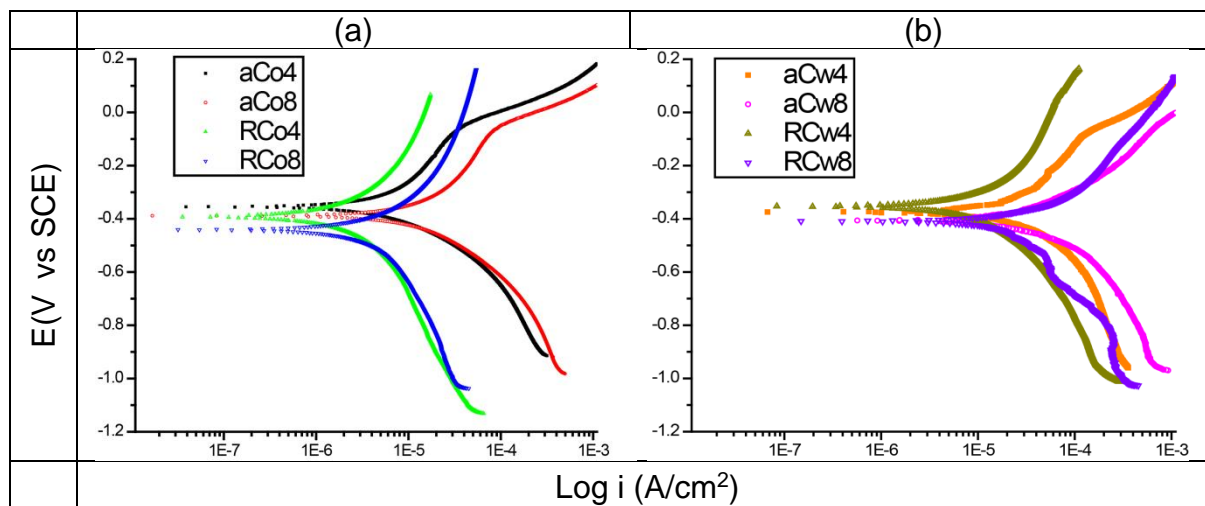 (a) (b)
E(V vs SCE)
0.2
0.0
-0.2
-0.4
-0.6
-0.8
-1.0
-1.2
aCo4
aCo8
RCo4
RCo8
1E-7 1E-6 1E-5 1E-4 1E-3
0.2
0.0
-0.2
-0.4
-0.6
-0.8
-1.0
-1.2
aCw4
aCw8
RCw4
RCw8
1E-7 1E-6 1E-5 1E-4 1E-3
Log i (A/cm²)